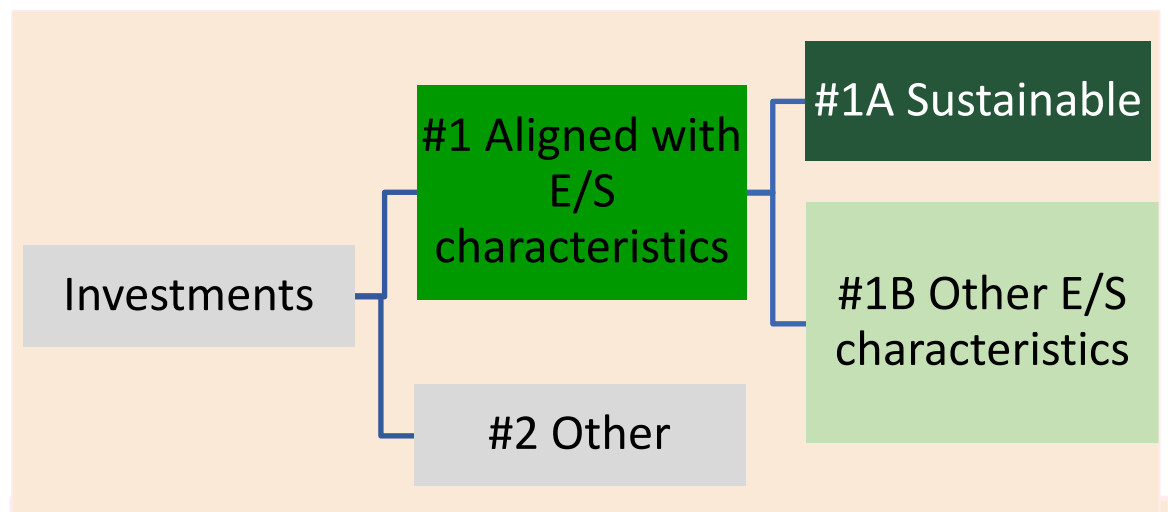 Investments
#1 Aligned with
E/S
characteristics
#2 Other
#1A Sustainable
#1B Other E/S
characteristics